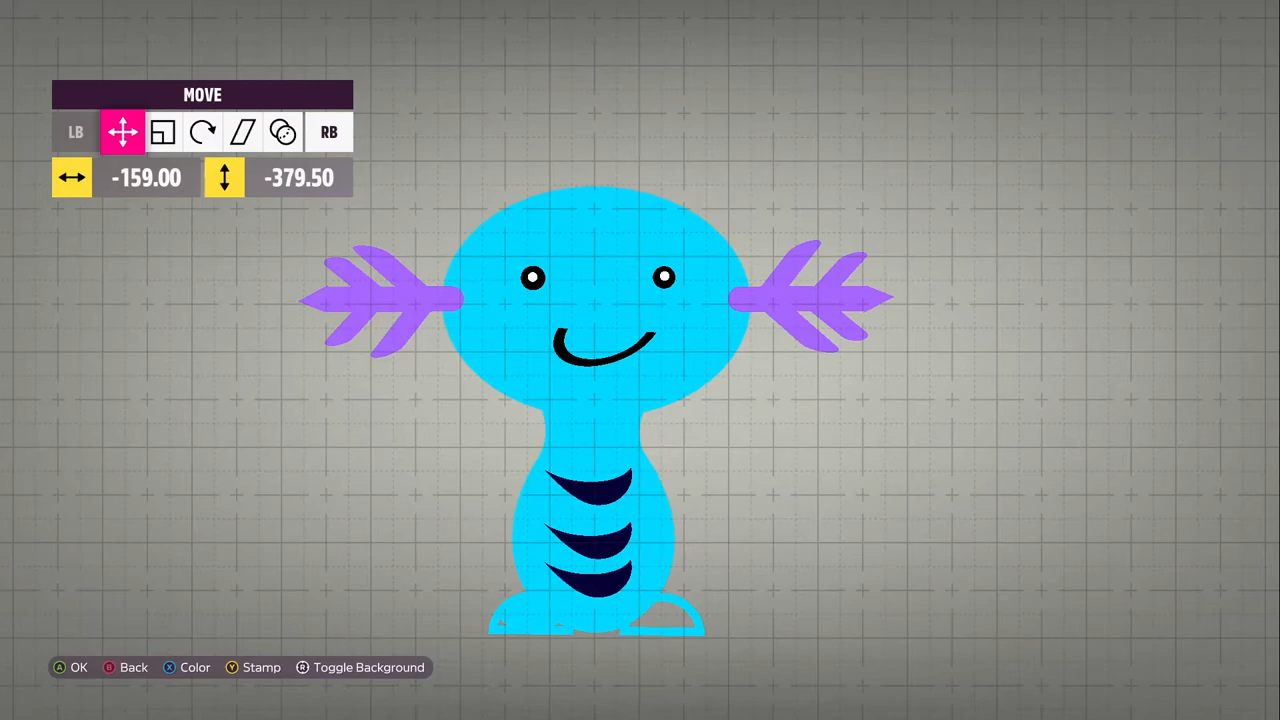 MOVE
LB RB
-159.00 -379.50
A OK B Back X Color Y Stamp R Toggle Background